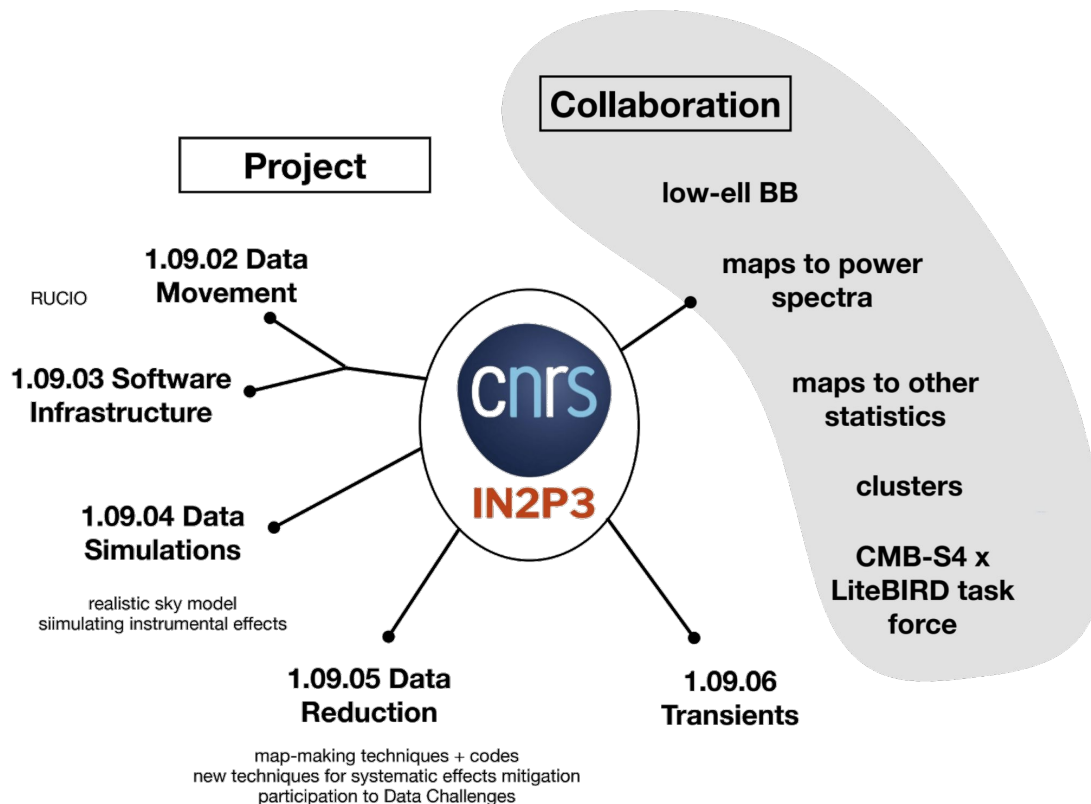 Collaboration
Project
low-ell BB
1.09.02 Data
Movement
RUCIO
maps to power
spectra
1.09.03 Software
Infrastructure
cnrs
IN2P3
maps to other
statistics
clusters
1.09.04 Data
Simulations
realistic sky model
siimulating instrumental effects
CMB-S4 x
LiteBIRD task
force
1.09.05 Data
Reduction
map-making techniques + codes
new techniques for systematic effects mitigation
participation to Data Challenges
1.09.06
Transients